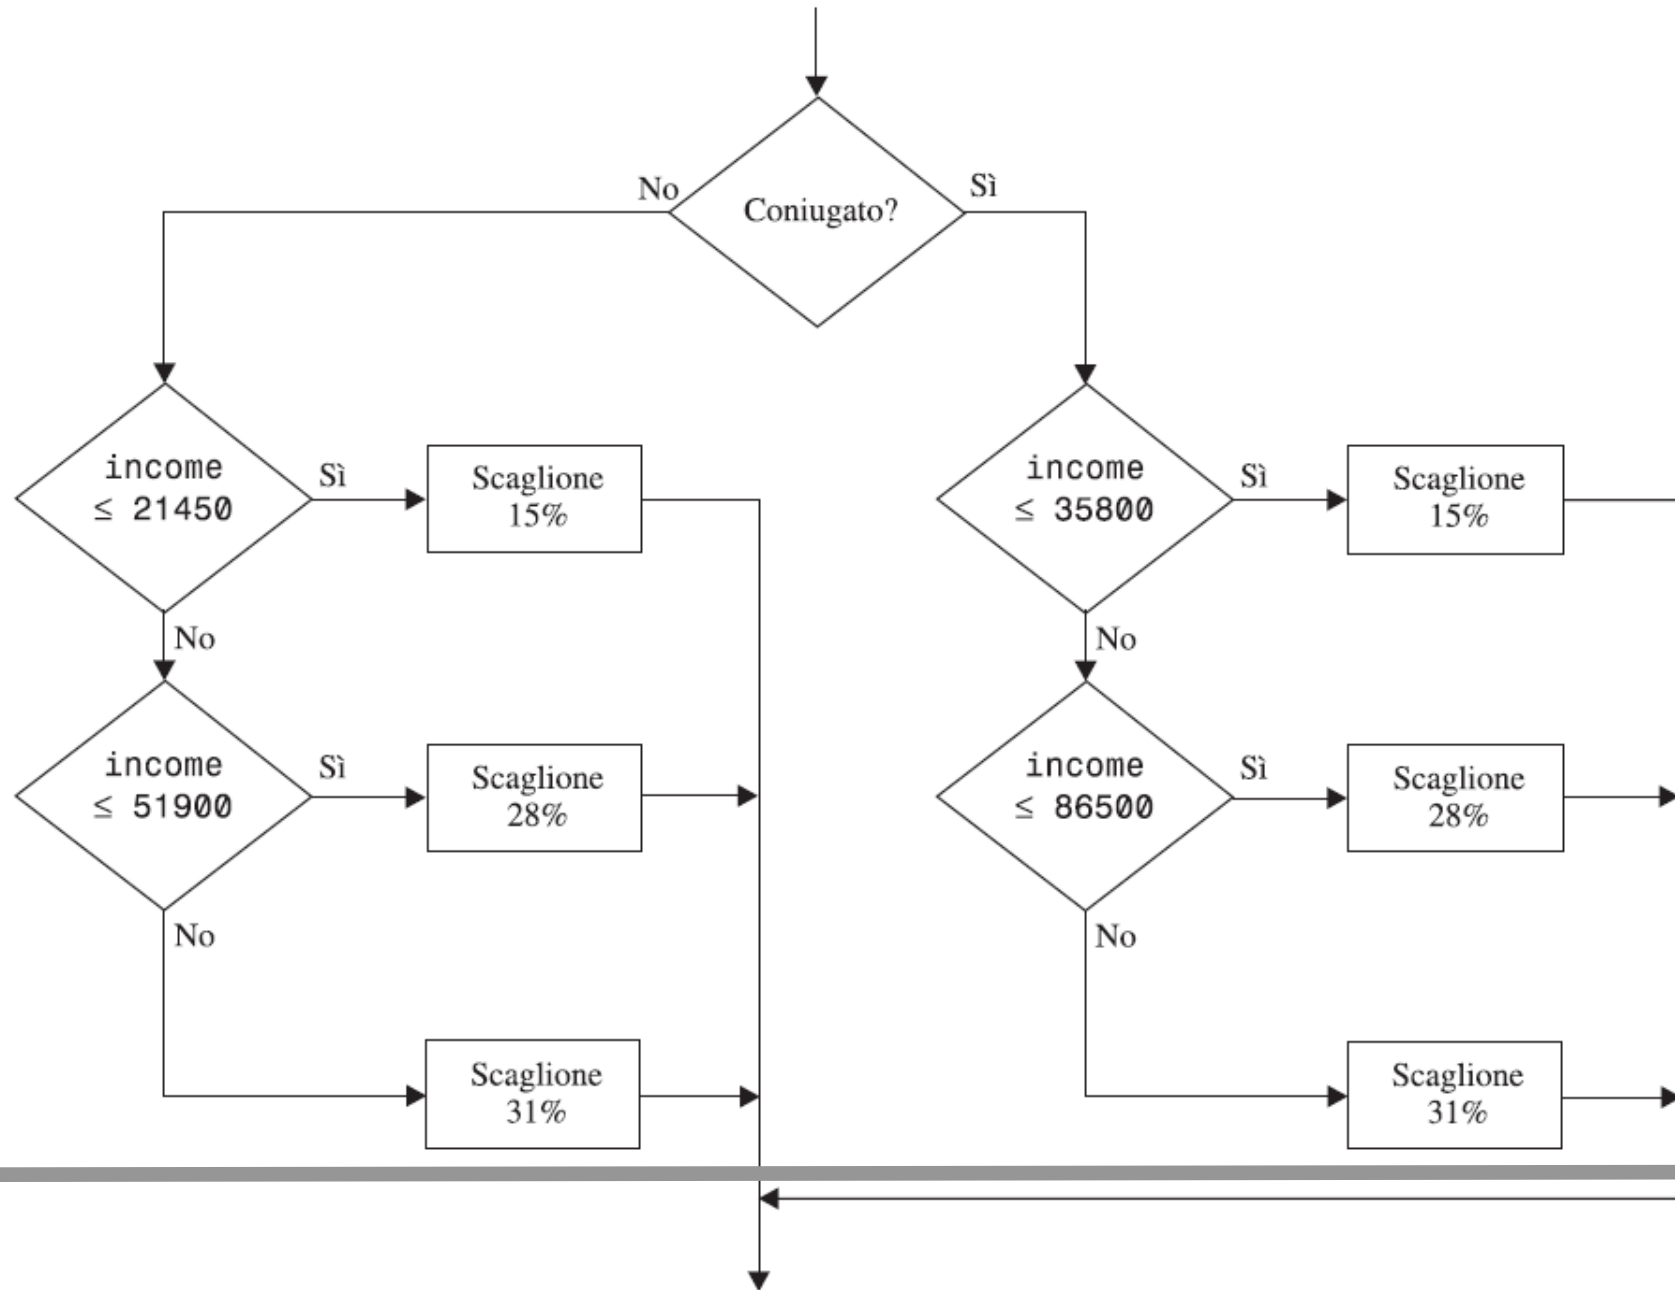 No
Coniugato?
Sì
income
≤ 21450
Sì
Scaglione
15%
No
income
≤ 51900
Sì
Scaglione
28%
No
Scaglione
31%
income
≤ 35800
Sì
Scaglione
15%
No
income
≤ 86500
Sì
Scaglione
28%
No
Scaglione
31%